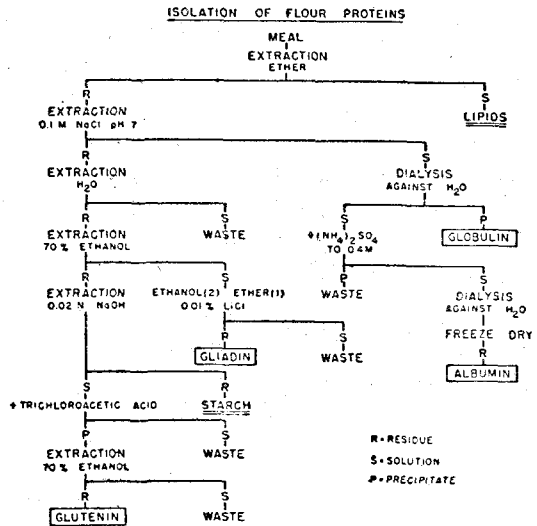 ISOLATION OF FLOUR PROTEINS
MEAL
EXTRACTION
ETHER
R
S
EXTRACTION
0.1 M NaCl pH 7
LIPIDS
R
S
EXTRACTION
H2O
DIALYSIS
AGAINST H2O
R
S
S
P
EXTRACTION
70% ETHANOL
WASTE
+(NH4)2SO4
TO 0.4M
GLOBULIN
R
S
P
S
EXTRACTION
0.02 N NaOH
ETHANOL(2) ETHER(1)
0.01% LiCl
WASTE
DIALYSIS
AGAINST H2O
FREEZE DRY
R
S
R
GLIADIN
WASTE
ALBUMIN
S
R
+TRICHLOROACETIC ACID
STARCH
P
S
EXTRACTION
70% ETHANOL
WASTE
R
S
GLUTENIN
WASTE
R=RESIDUE
S=SOLUTION
P=PRECIPITATE